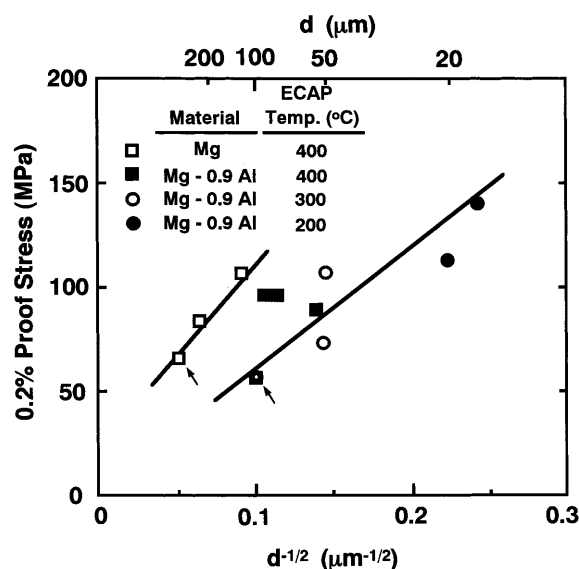 d (μm)
200 100 50 20
ECAP
Material Temp. (ºC)
Mg 400
Mg - 0.9 Al 400
Mg - 0.9 Al 300
Mg - 0.9 Al 200
200
150
100
50
0
0.2% Proof Stress (MPa)
0 0.1 0.2 0.3
d-1/2 (μm-1/2)